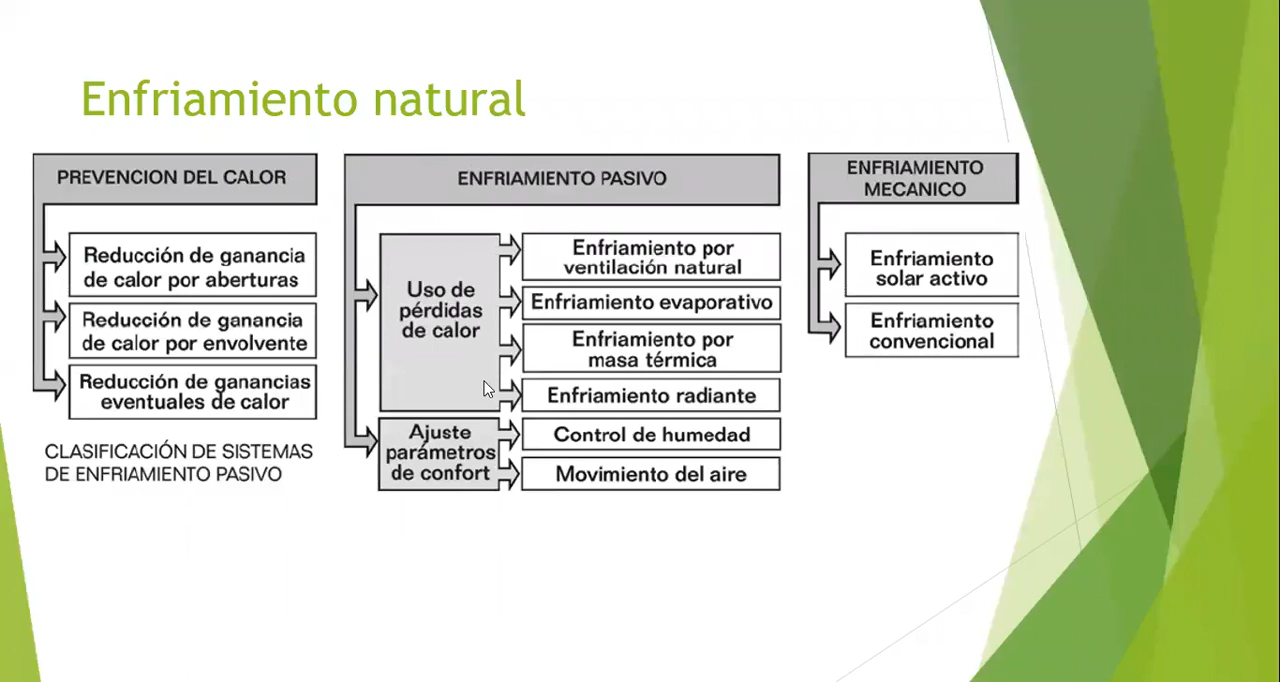 Enfriamiento natural
PREVENCION DEL CALOR
Reducción de ganancia
de calor por aberturas
Reducción de ganancia
de calor por envolvente
Reducción de ganancias
eventuales de calor
CLASIFICACIÓN DE SISTEMAS
DE ENFRIAMIENTO PASIVO
ENFRIAMIENTO PASIVO
Uso de
pérdidas
de calor
Enfriamiento por
ventilación natural
Enfriamiento evaporativo
Enfriamiento por
masa térmica
Enfriamiento radiante
Ajuste
parámetros
de confort
Control de humedad
Movimiento del aire
ENFRIAMIENTO
MECANICO
Enfriamiento
solar activo
Enfriamiento
convencional